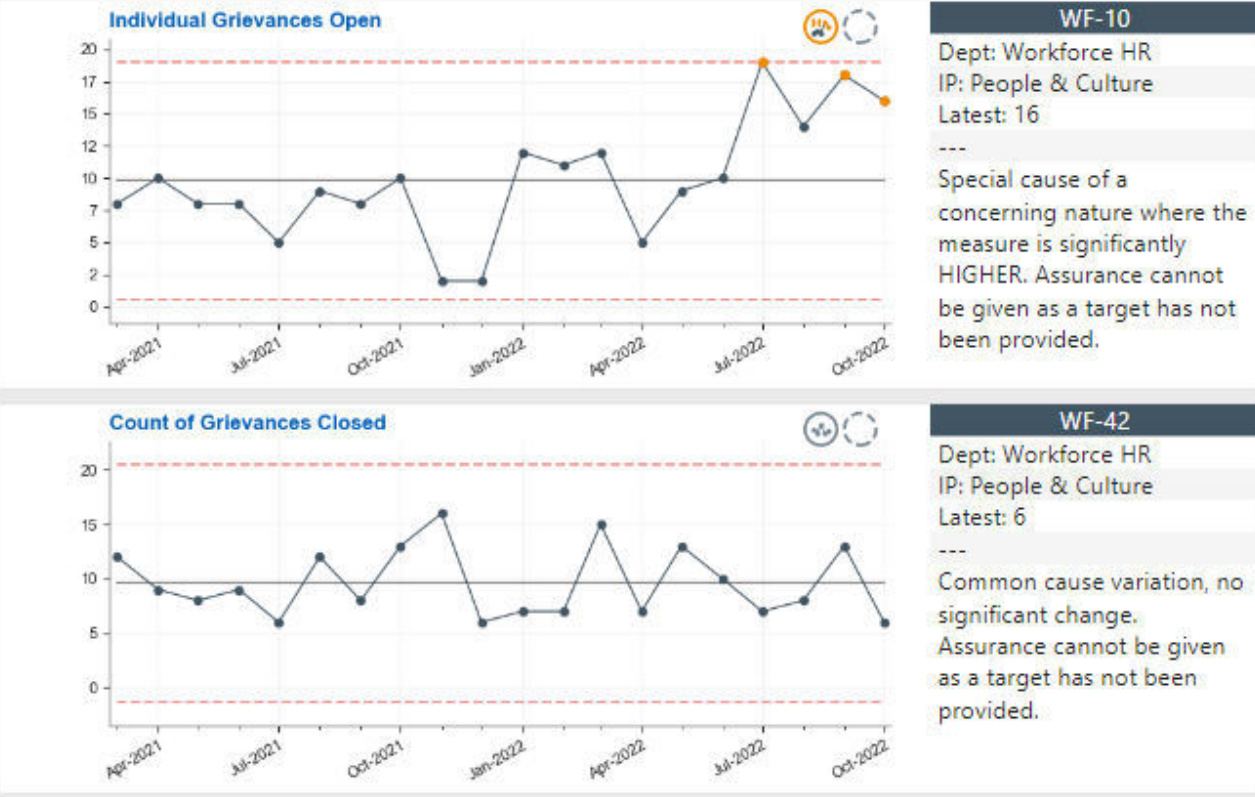 Individual Grievances Open
20
17
15
12
10
7
5
2
0
Apr-2021
Jul-2021
Oct-2021
Jan-2022
Apr-2022
Jul-2022
Oct-2022
WF-10
Dept: Workforce HR
IP: People & Culture
Latest: 16
---
Special cause of a
concerning nature where the
measure is significantly
HIGHER. Assurance cannot
be given as a target has not
been provided.
Count of Grievances Closed
20
15
10
5
0
Apr-2021
Jul-2021
Oct-2021
Jan-2022
Apr-2022
Jul-2022
Oct-2022
WF-42
Dept: Workforce HR
IP: People & Culture
Latest: 6
---
Common cause variation, no
significant change.
Assurance cannot be given
as a target has not been
provided.